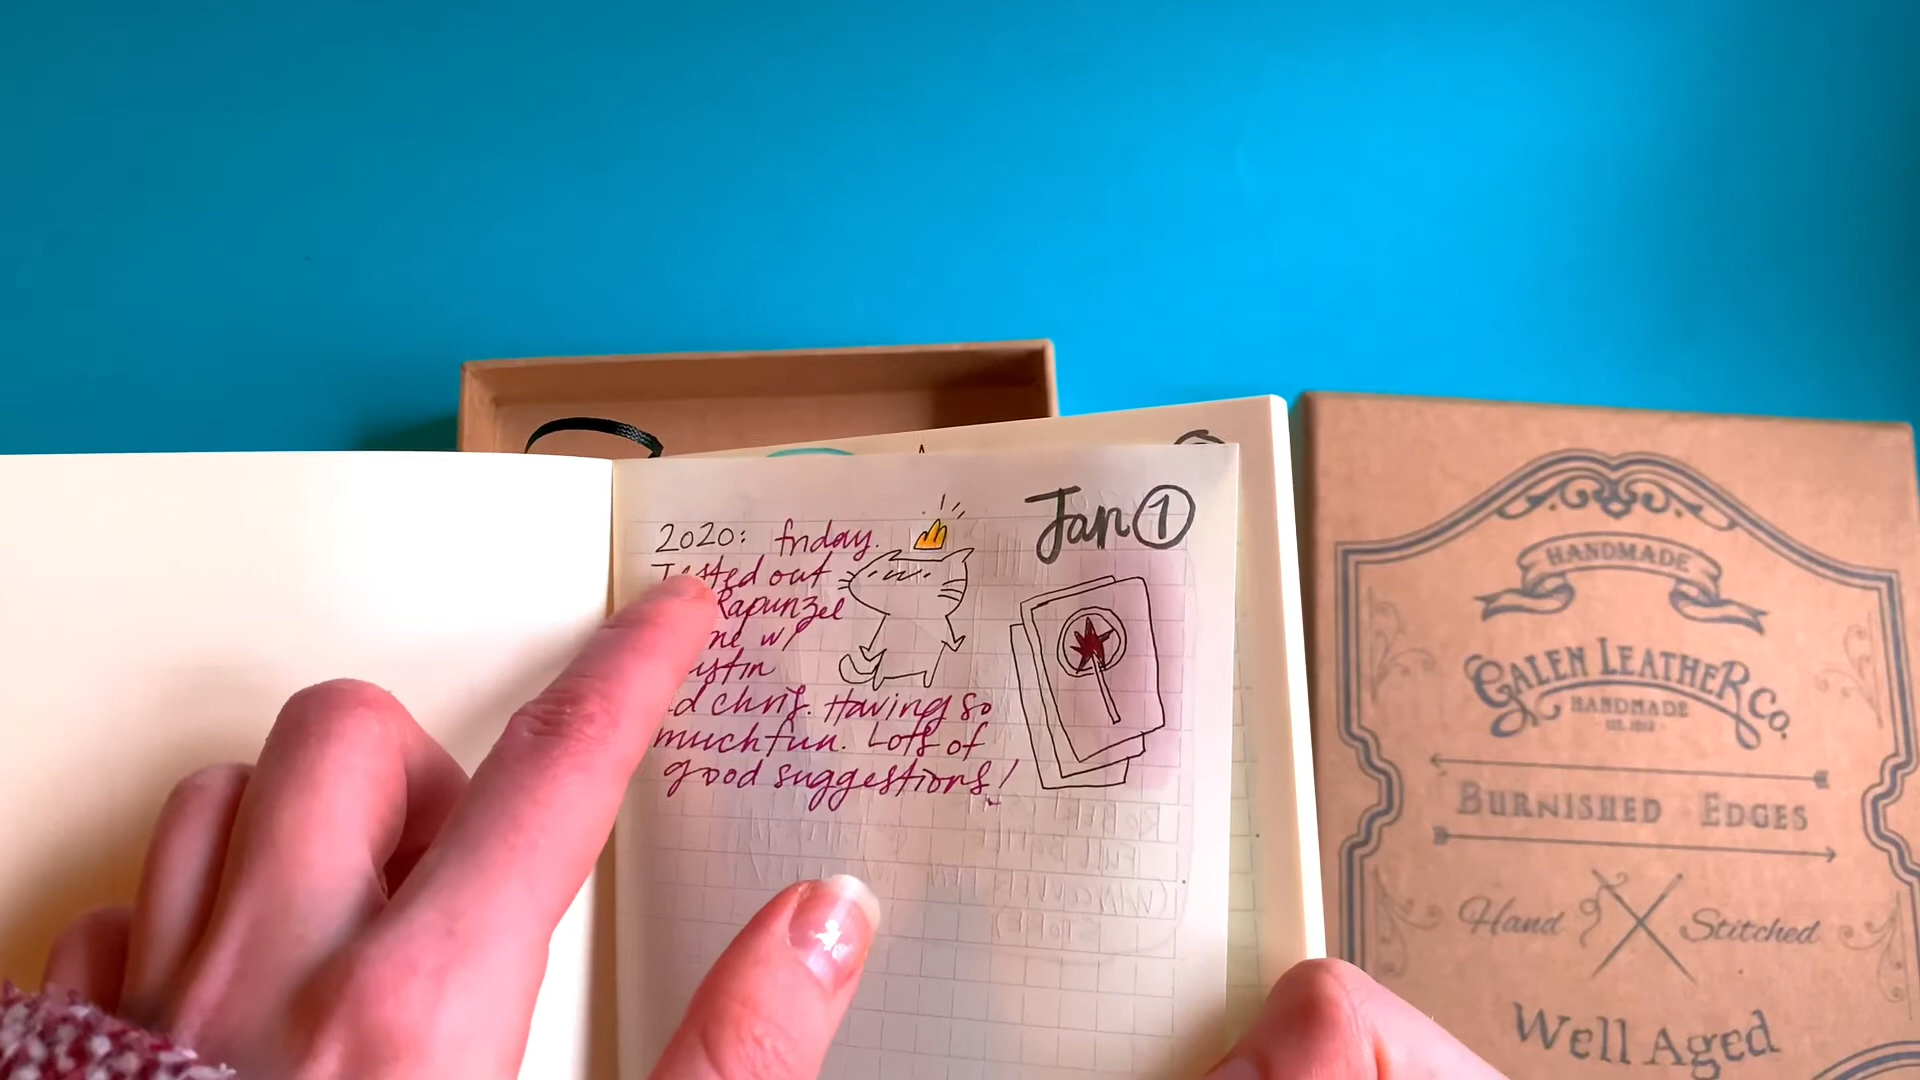 Jan 1
2020: friday.
Tested out
Rapunzel
w/
d chris. Having so
much fun. Lots of
good suggestions!
HANDMADE
GALEN LEATHER Co.
HANDMADE
BURNISHED EDGES
Hand Stitched
Well Aged